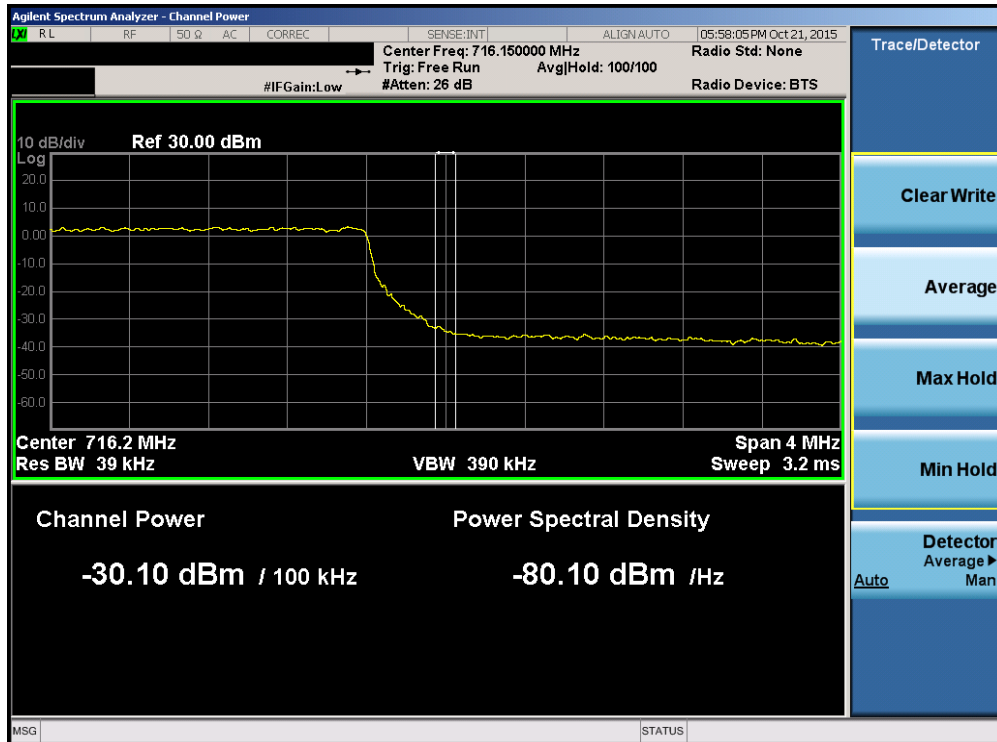 Agilent Spectrum Analyzer - Channel Power
LXI RL RF 50 Ω AC CORREC SENSE:INT ALIGN AUTO 05:58:05 PM Oct 21, 2015
Center Freq: 716.150000 MHz Radio Std: None
Trig: Free Run Avg|Hold: 100/100
#IFGain:Low #Atten: 26 dB Radio Device: BTS
Trace/Detector
10 dB/div Ref 30.00 dBm
Log
20.0
10.0
0.00
-10.0
-20.0
-30.0
-40.0
-50.0
-60.0
Center 716.2 MHz Span 4 MHz
Res BW 39 kHz VBW 390 kHz Sweep 3.2 ms
Channel Power Power Spectral Density
-30.10 dBm / 100 kHz -80.10 dBm /Hz
Clear Write
Average
Max Hold
Min Hold
Detector
Average
Auto Man
MSG STATUS